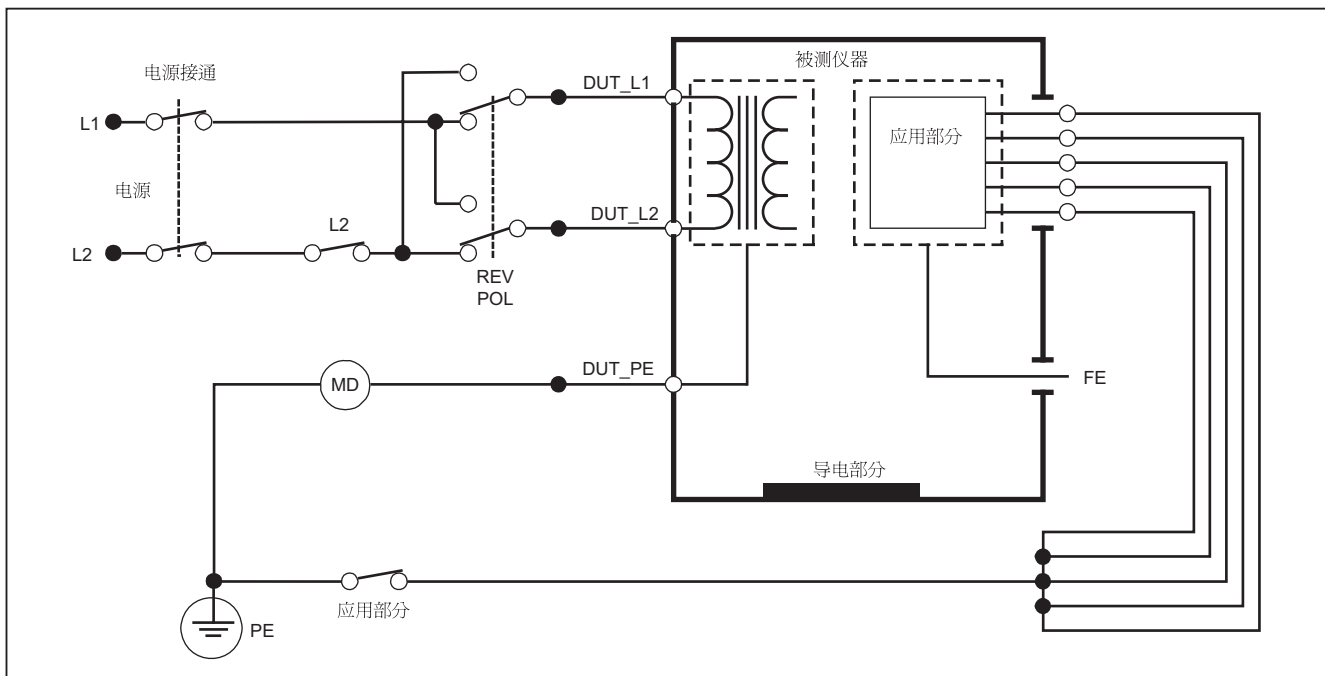 电源接通
被测仪器
DUT_L1
L1
应用部分
电源
DUT_L2
L2
L2
REV
POL
DUT_PE
MD
FE
导电部分
应用部分
PE